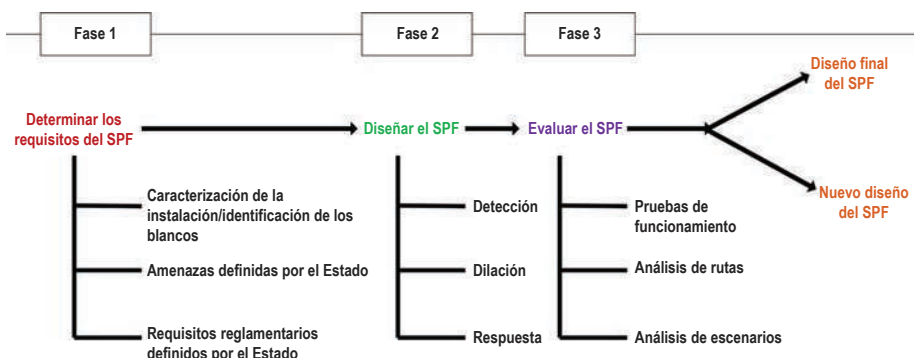 Fase 1
Fase 2
Fase 3
Determinar los
requisitos del SPF
Diseñar el SPF
Evaluar el SPF
Diseño final
del SPF
Nuevo diseño
del SPF
Caracterización de la
instalación/identificación de los
blancos
Amenazas definidas por el Estado
Requisitos reglamentarios
definidos por el Estado
Detección
Dilación
Respuesta
Pruebas de
funcionamiento
Análisis de rutas
Análisis de escenarios